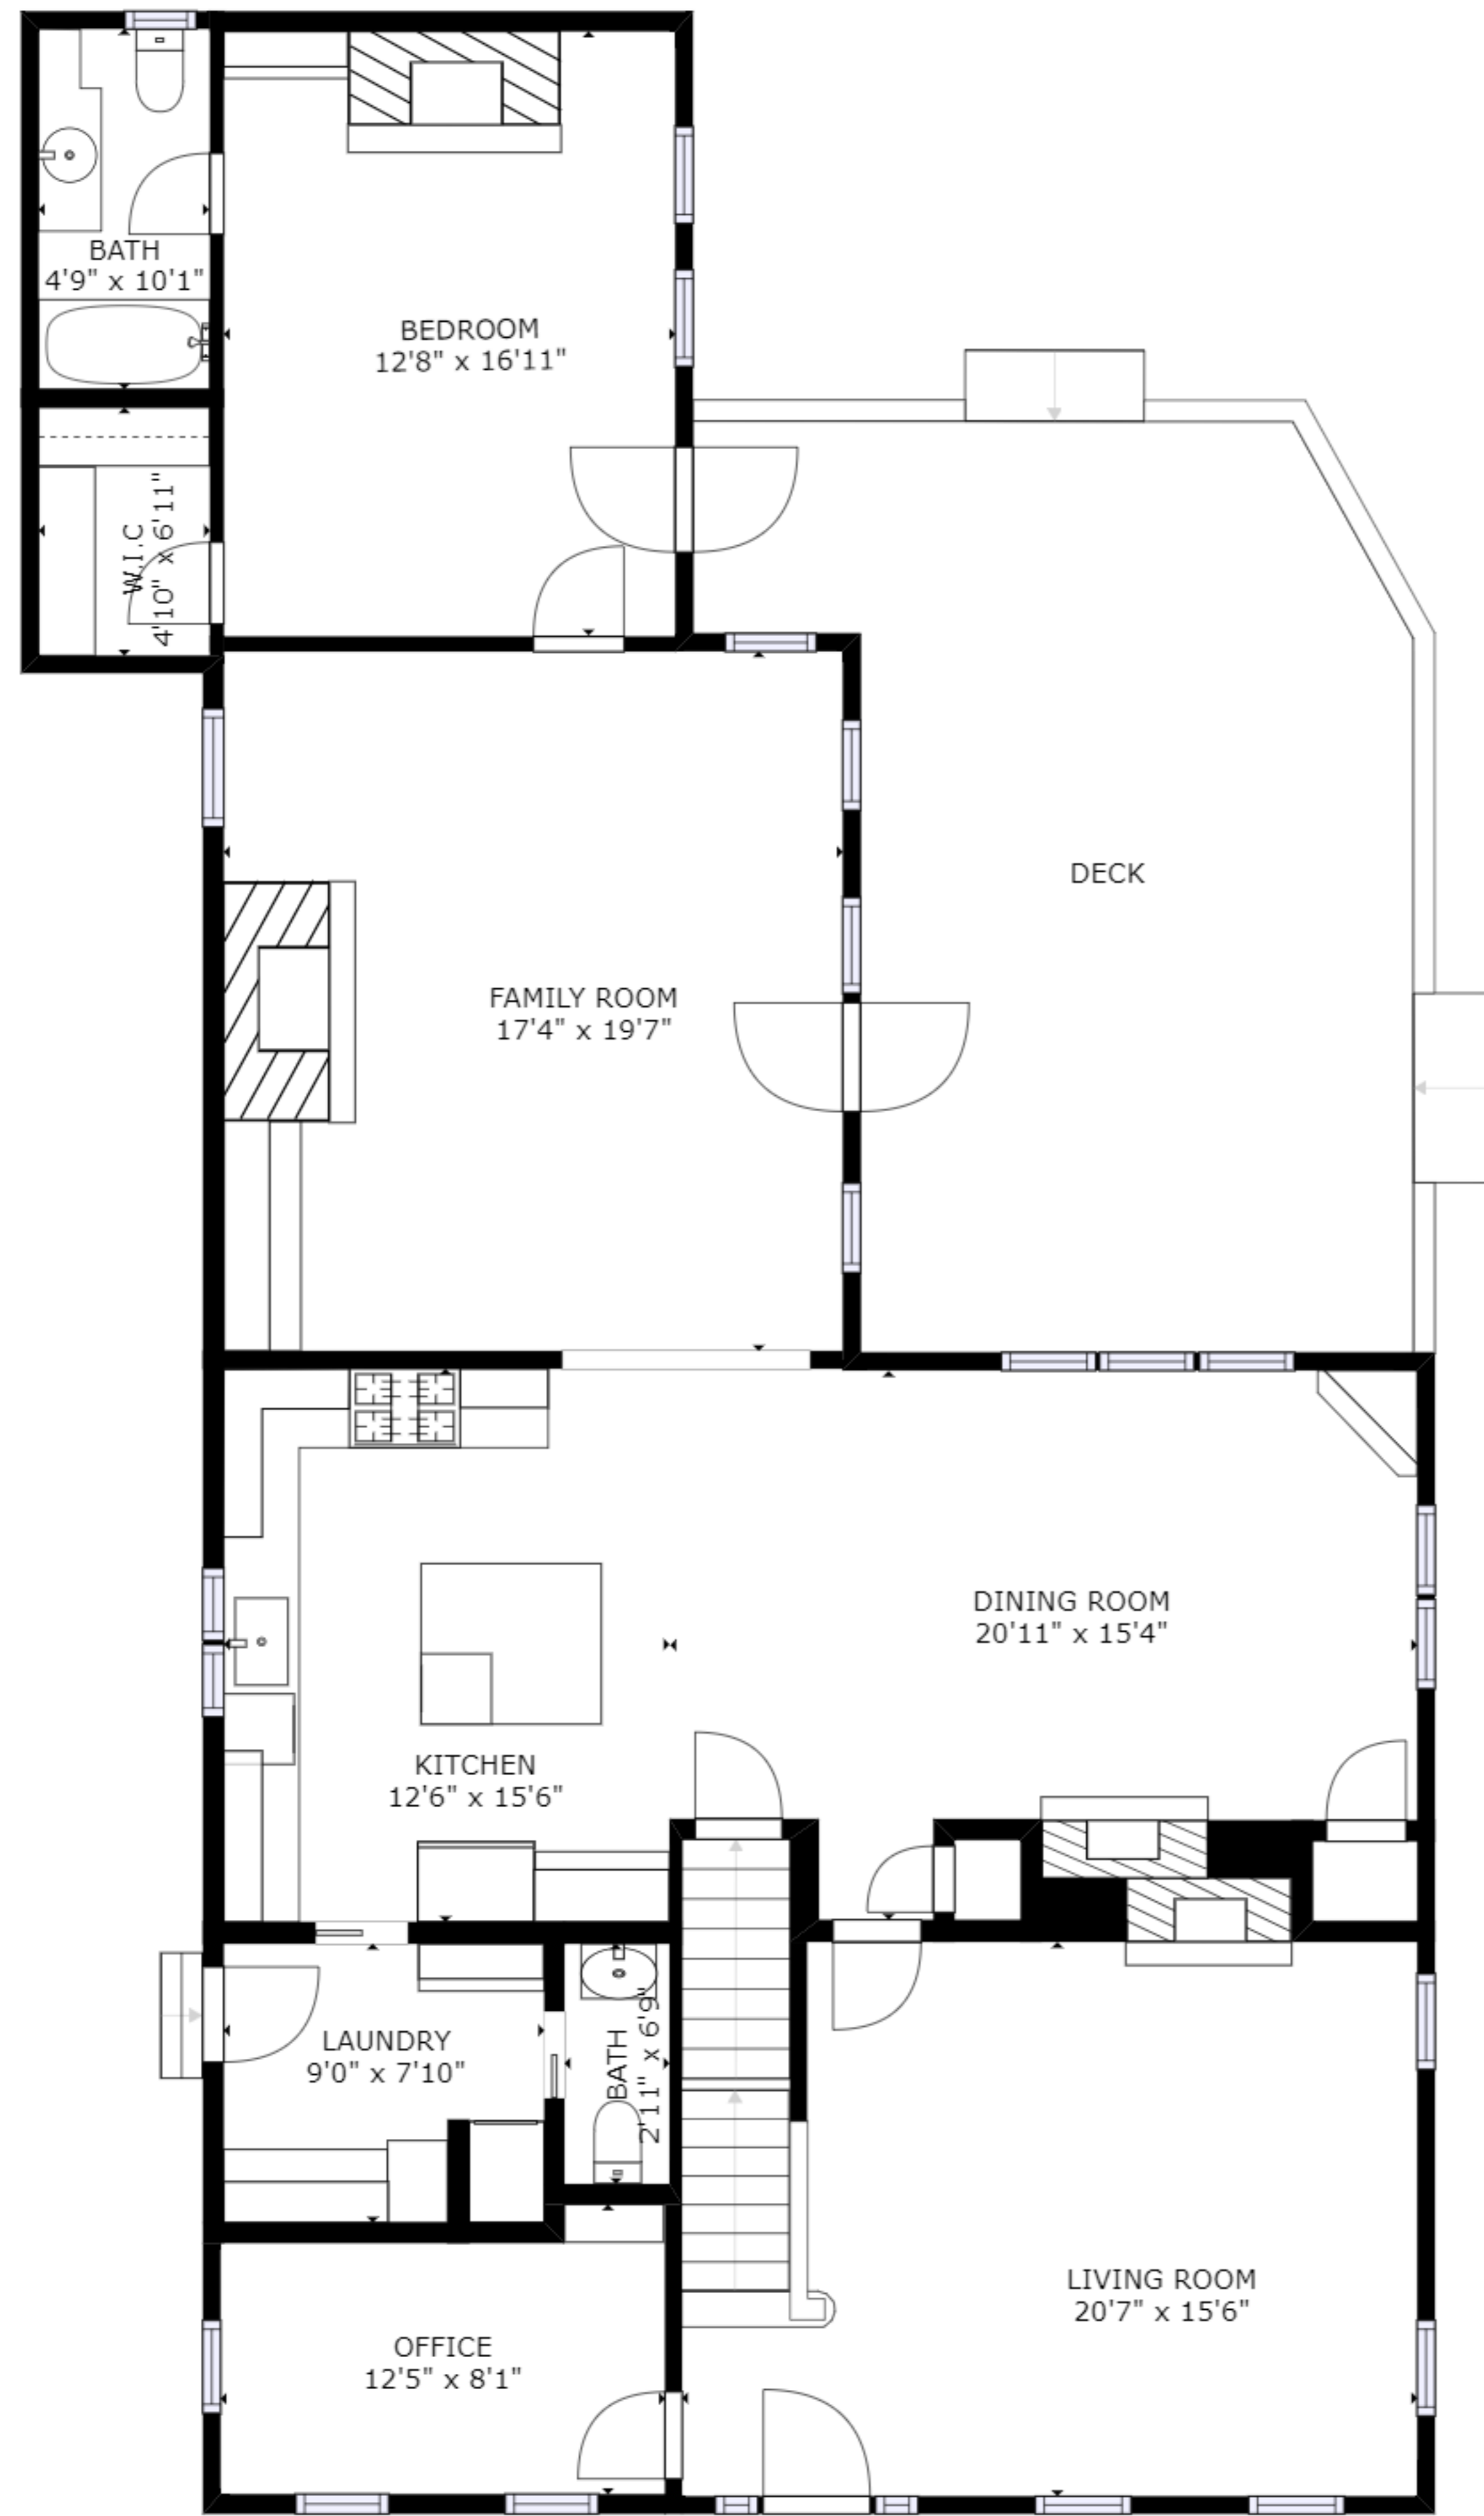 BATH
4'9" x 10'1"
BEDROOM
12'8" x 16'11"
W.I.C
4'10" x 6'11"
DECK
FAMILY ROOM
17'4" x 19'7"
DINING ROOM
20'11" x 15'4"
KITCHEN
12'6" x 15'6"
LAUNDRY
9'0" x 7'10"
BATH
2'11" x 6'9"
LIVING ROOM
20'7" x 15'6"
OFFICE
12'5" x 8'1"